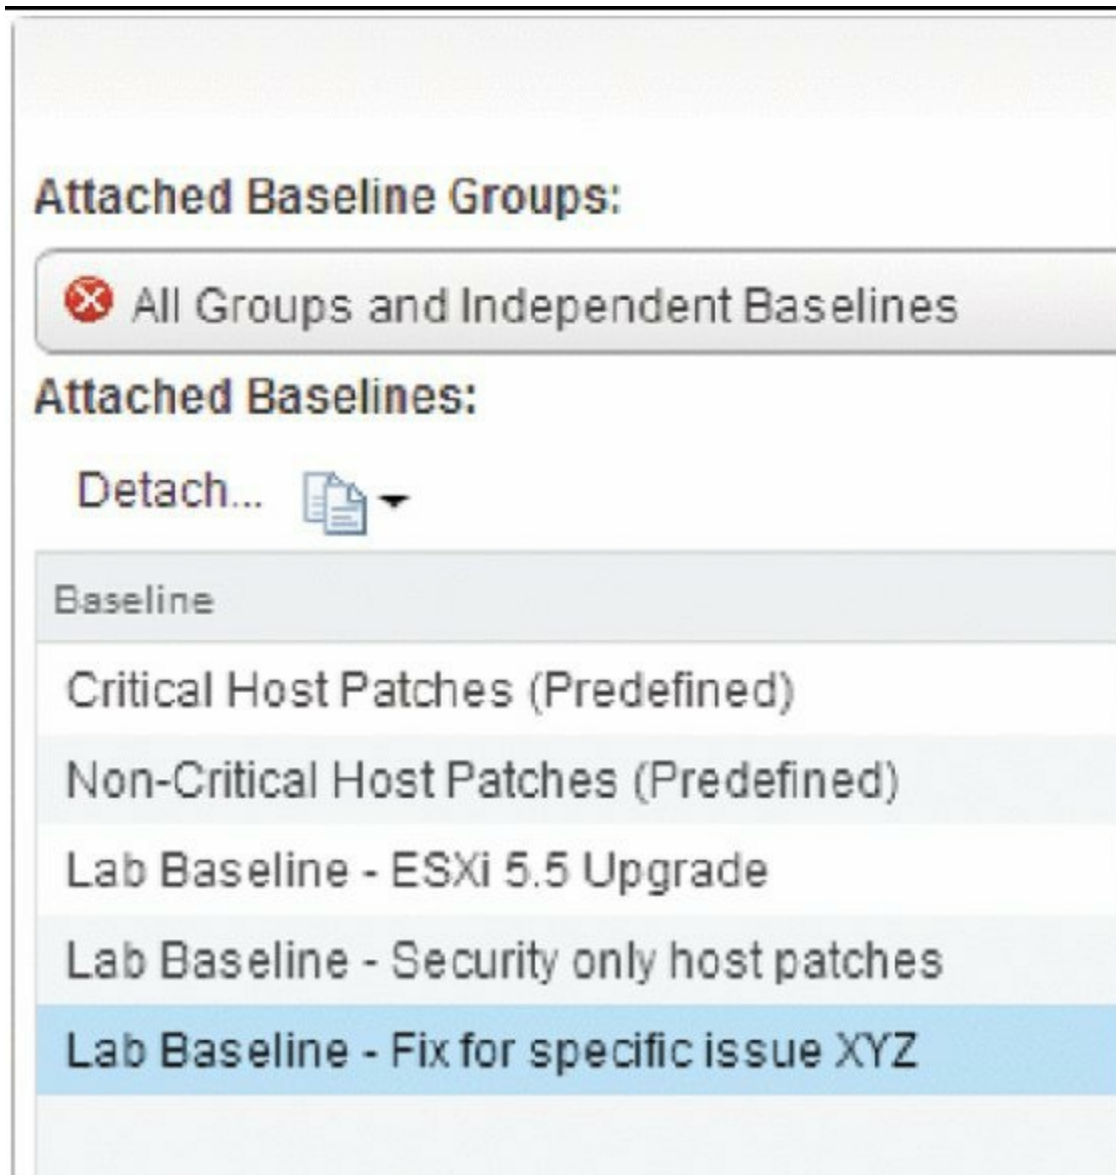 Attached Baseline Groups:
All Groups and Independent Baselines
Attached Baselines:
Detach...
Baseline
Critical Host Patches (Predefined)
Non-Critical Host Patches (Predefined)
Lab Baseline - ESXi 5.5 Upgrade
Lab Baseline - Security only host patches
Lab Baseline - Fix for specific issue XYZ